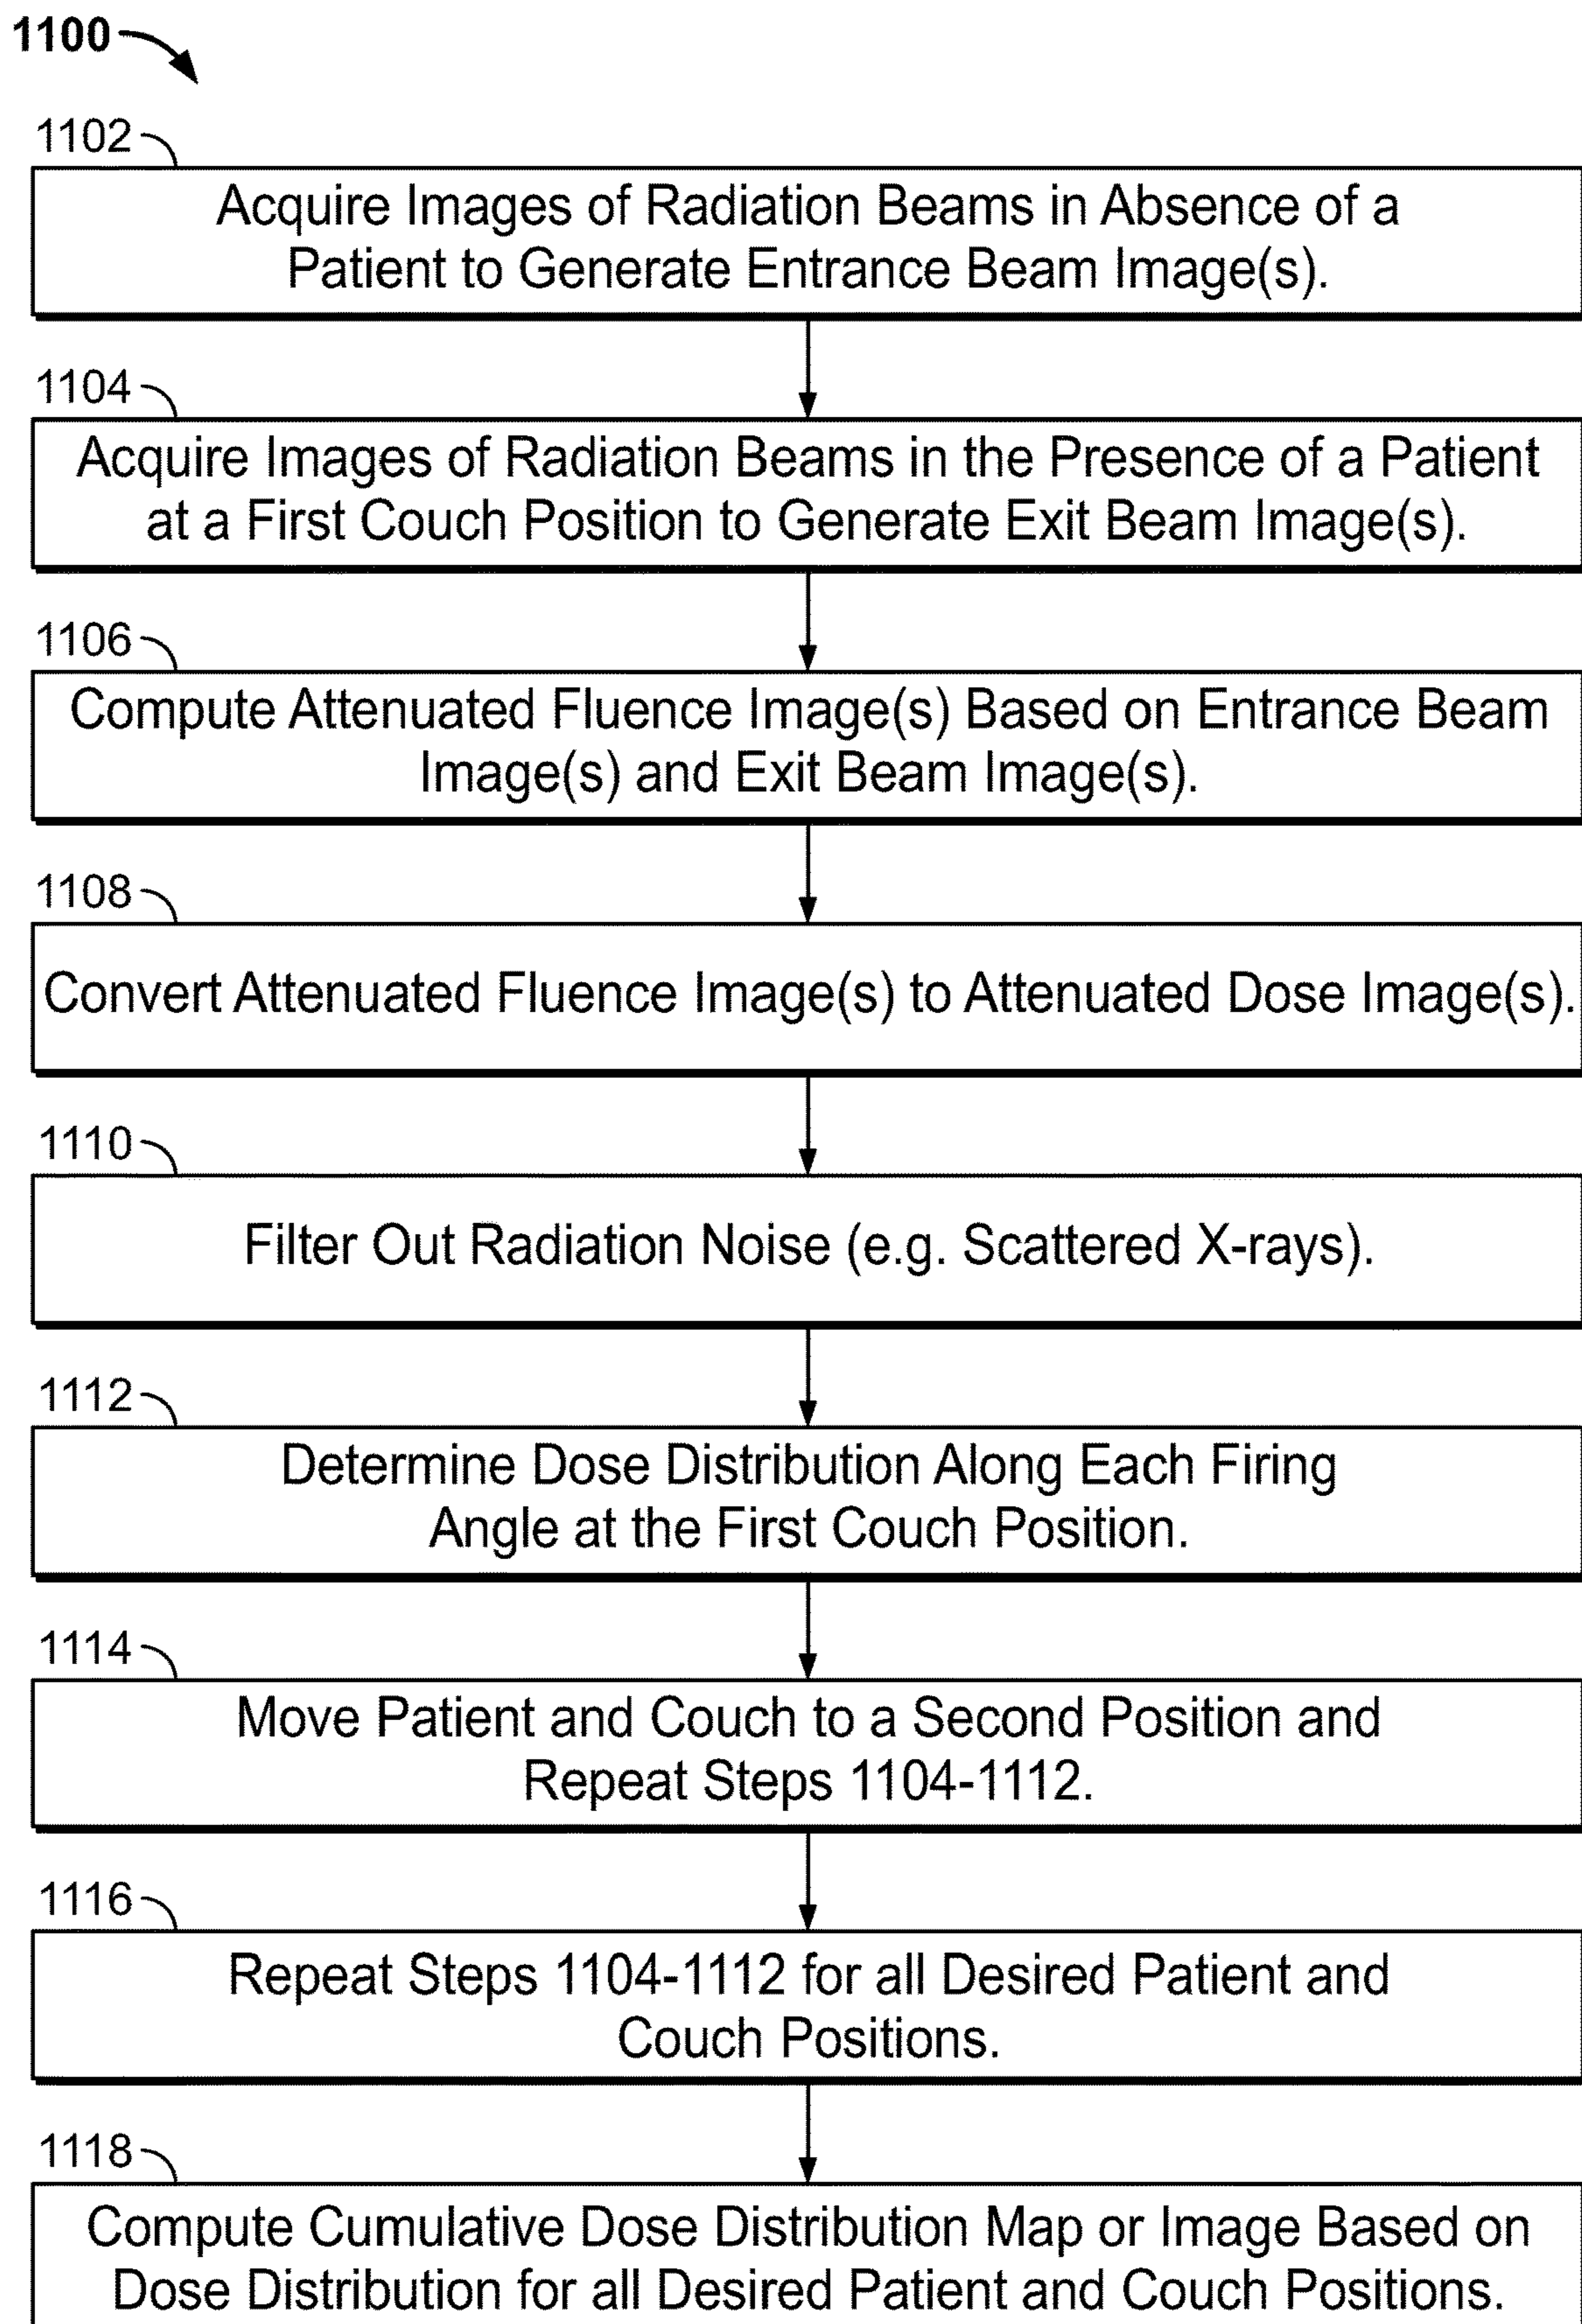 1100
1102
Acquire Images of Radiation Beams in Absence of a
Patient to Generate Entrance Beam Image(s).
1104
Acquire Images of Radiation Beams in the Presence of a Patient
at a First Couch Position to Generate Exit Beam Image(s).
1106
Compute Attenuated Fluence Image(s) Based on Entrance Beam
Image(s) and Exit Beam Image(s).
1108
Convert Attenuated Fluence Image(s) to Attenuated Dose Image(s).
1110
Filter Out Radiation Noise (e.g. Scattered X-rays).
1112
Determine Dose Distribution Along Each Firing
Angle at the First Couch Position.
1114
Move Patient and Couch to a Second Position and
Repeat Steps 1104-1112.
1116
Repeat Steps 1104-1112 for all Desired Patient and
Couch Positions.
1118
Compute Cumulative Dose Distribution Map or Image Based on
Dose Distribution for all Desired Patient and Couch Positions.